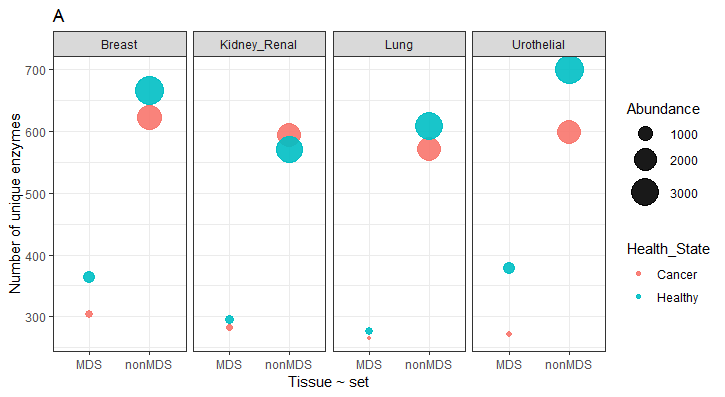 A
Breast Kidney_Renal Lung Urothelial
Number of unique enzymes
700
600
500
400
300
MDS nonMDS MDS nonMDS MDS nonMDS MDS nonMDS
Tissue ~ set
Abundance
1000
2000
3000
Health_State
Cancer
Healthy